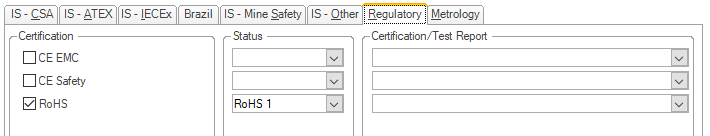 IS - CSA IS - ATEX IS - IECEx Brazil IS - Mine Safety IS - Other Regulatory Metrology
Certification Status Certification/Test Report
CE EMC
CE Safety
RoHS RoHS 1